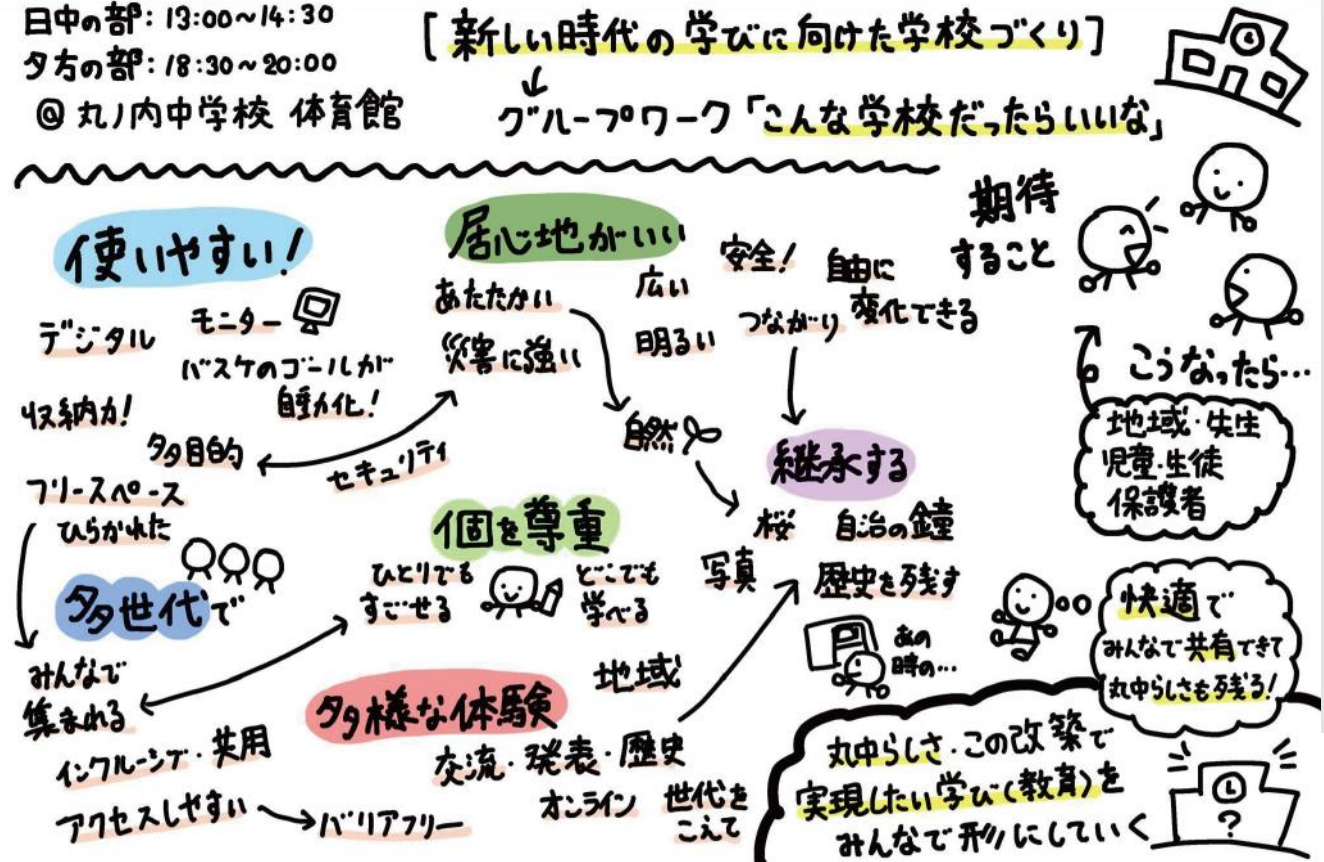 日中の部:13:00~14:30
夕方の部:18:30~20:00
@丸ノ内中学校 体育館
[新しい時代の学びに向けた学校づくり]
グループワーク「こんな学校だったらいいな」
使いやすい!
デジタル
モニター
バスケのゴールが
自動化!
収納力!
多目的
フリースペース
ひらかれた
セキュリティ
居心地がいい
あたたかい
広い
安全!
自由に
変化できる
災害に強い
明るい
つながり
自然
継承する
桜
自治の鐘
写真
歴史を残す
あの
時の…
個を尊重
ひとりでも
すごせる
どこでも
学べる
多世代で
みんなで
集まれる
インクルーシブ・共用
アクセスしやすい
バリアフリー
多様な体験
地域
交流・発表・歴史
オンライン
世代を
こえて
期待
すること
こうなったら…
地域・先生
児童・生徒
保護者
快適で
みんなで共有できて
丸中らしさも残る!
丸中らしさ・この改築で
実現したい学び(教育)を
みんなで形にしていく
?